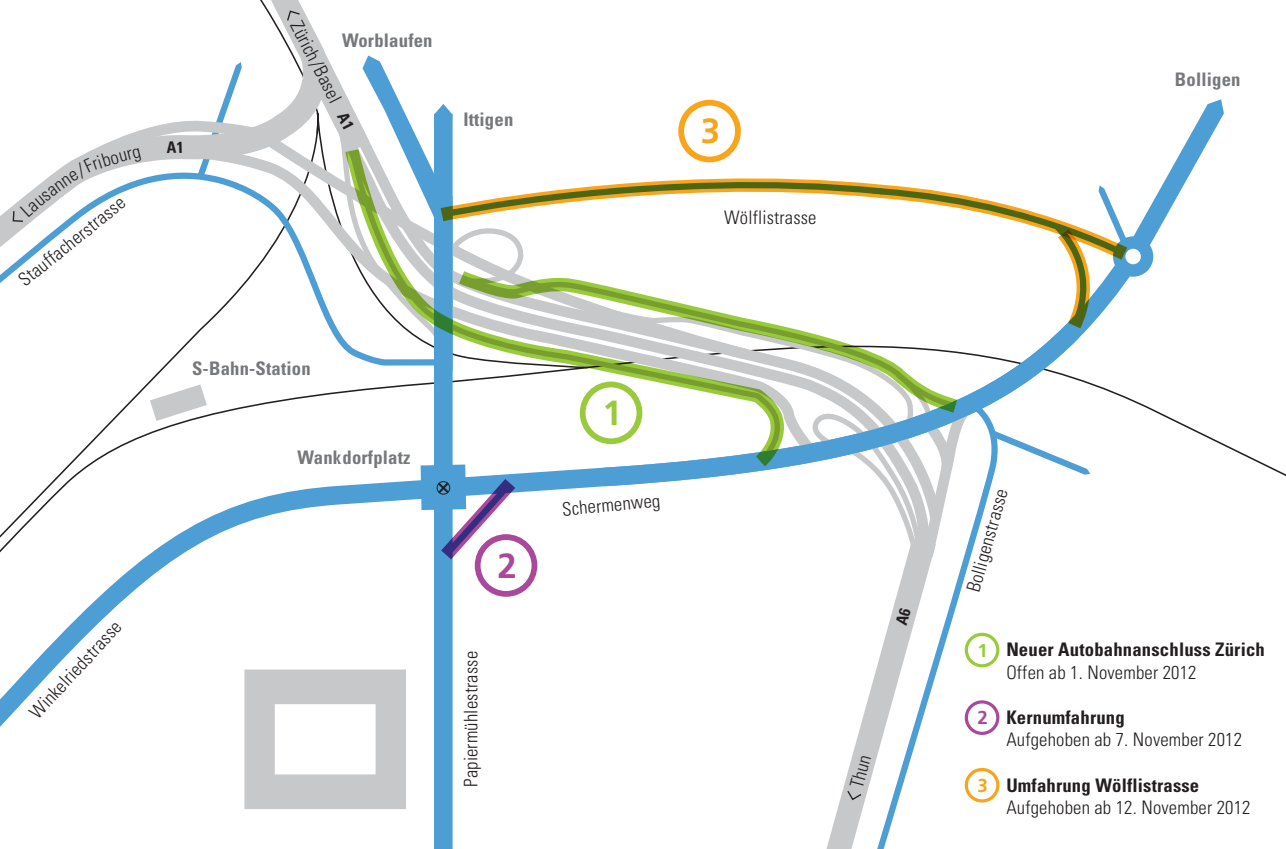 < Zürich/Basel
A1
Worblaufen
Bolligen
Ittigen
3
A1
< Lausanne/Fribourg
Stauffacherstrasse
Wölflistrasse
S-Bahn-Station
1
Wankdorfplatz
Schermenweg
2
Bolligenstrasse
A6
Winkelriedstrasse
Papiermühlestrasse
< Thun
1 Neuer Autobahnanschluss Zürich
Offen ab 1. November 2012
2 Kernumfahrung
Aufgehoben ab 7. November 2012
3 Umfahrung Wölflistrasse
Aufgehoben ab 12. November 2012